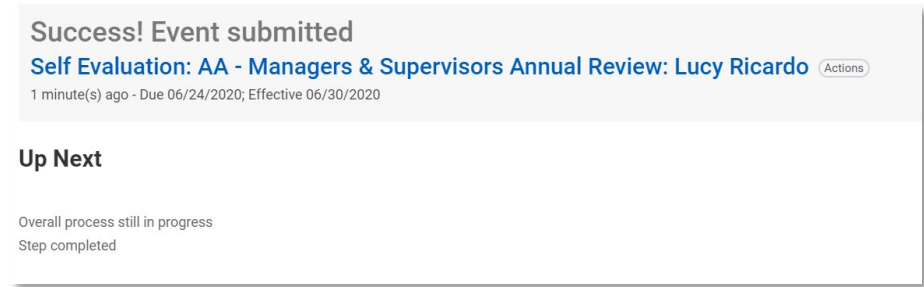 Success! Event submitted
Self Evaluation: AA - Managers & Supervisors Annual Review: Lucy Ricardo Actions
1 minute(s) ago - Due 06/24/2020; Effective 06/30/2020
Up Next
Overall process still in progress
Step completed